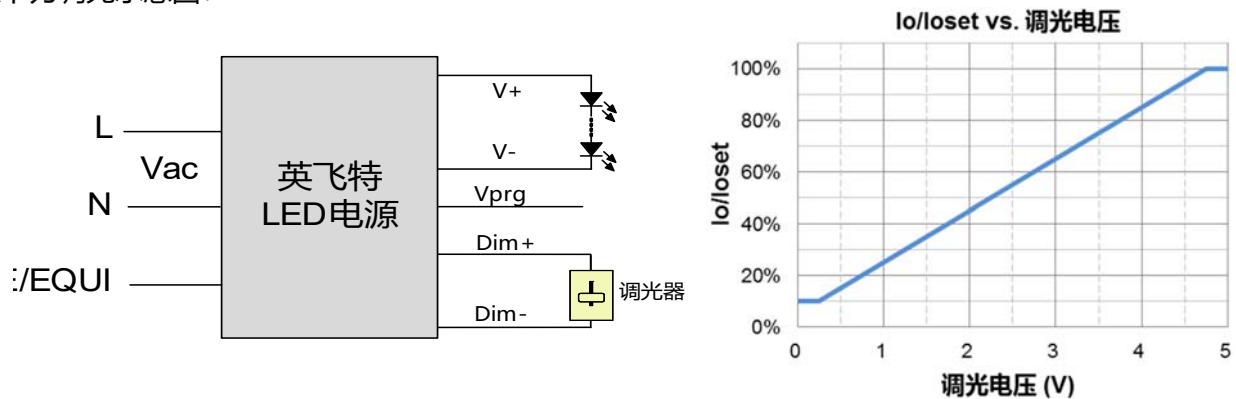 L
Vac
N
E/EQUI
英飞特
LED电源
V+
V-
Vprg
Dim+
Dim-
调光器
Io/Ioset vs. 调光电压
100%
80%
60%
40%
20%
0%
Io/Ioset
0 1 2 3 4 5
调光电压 (V)